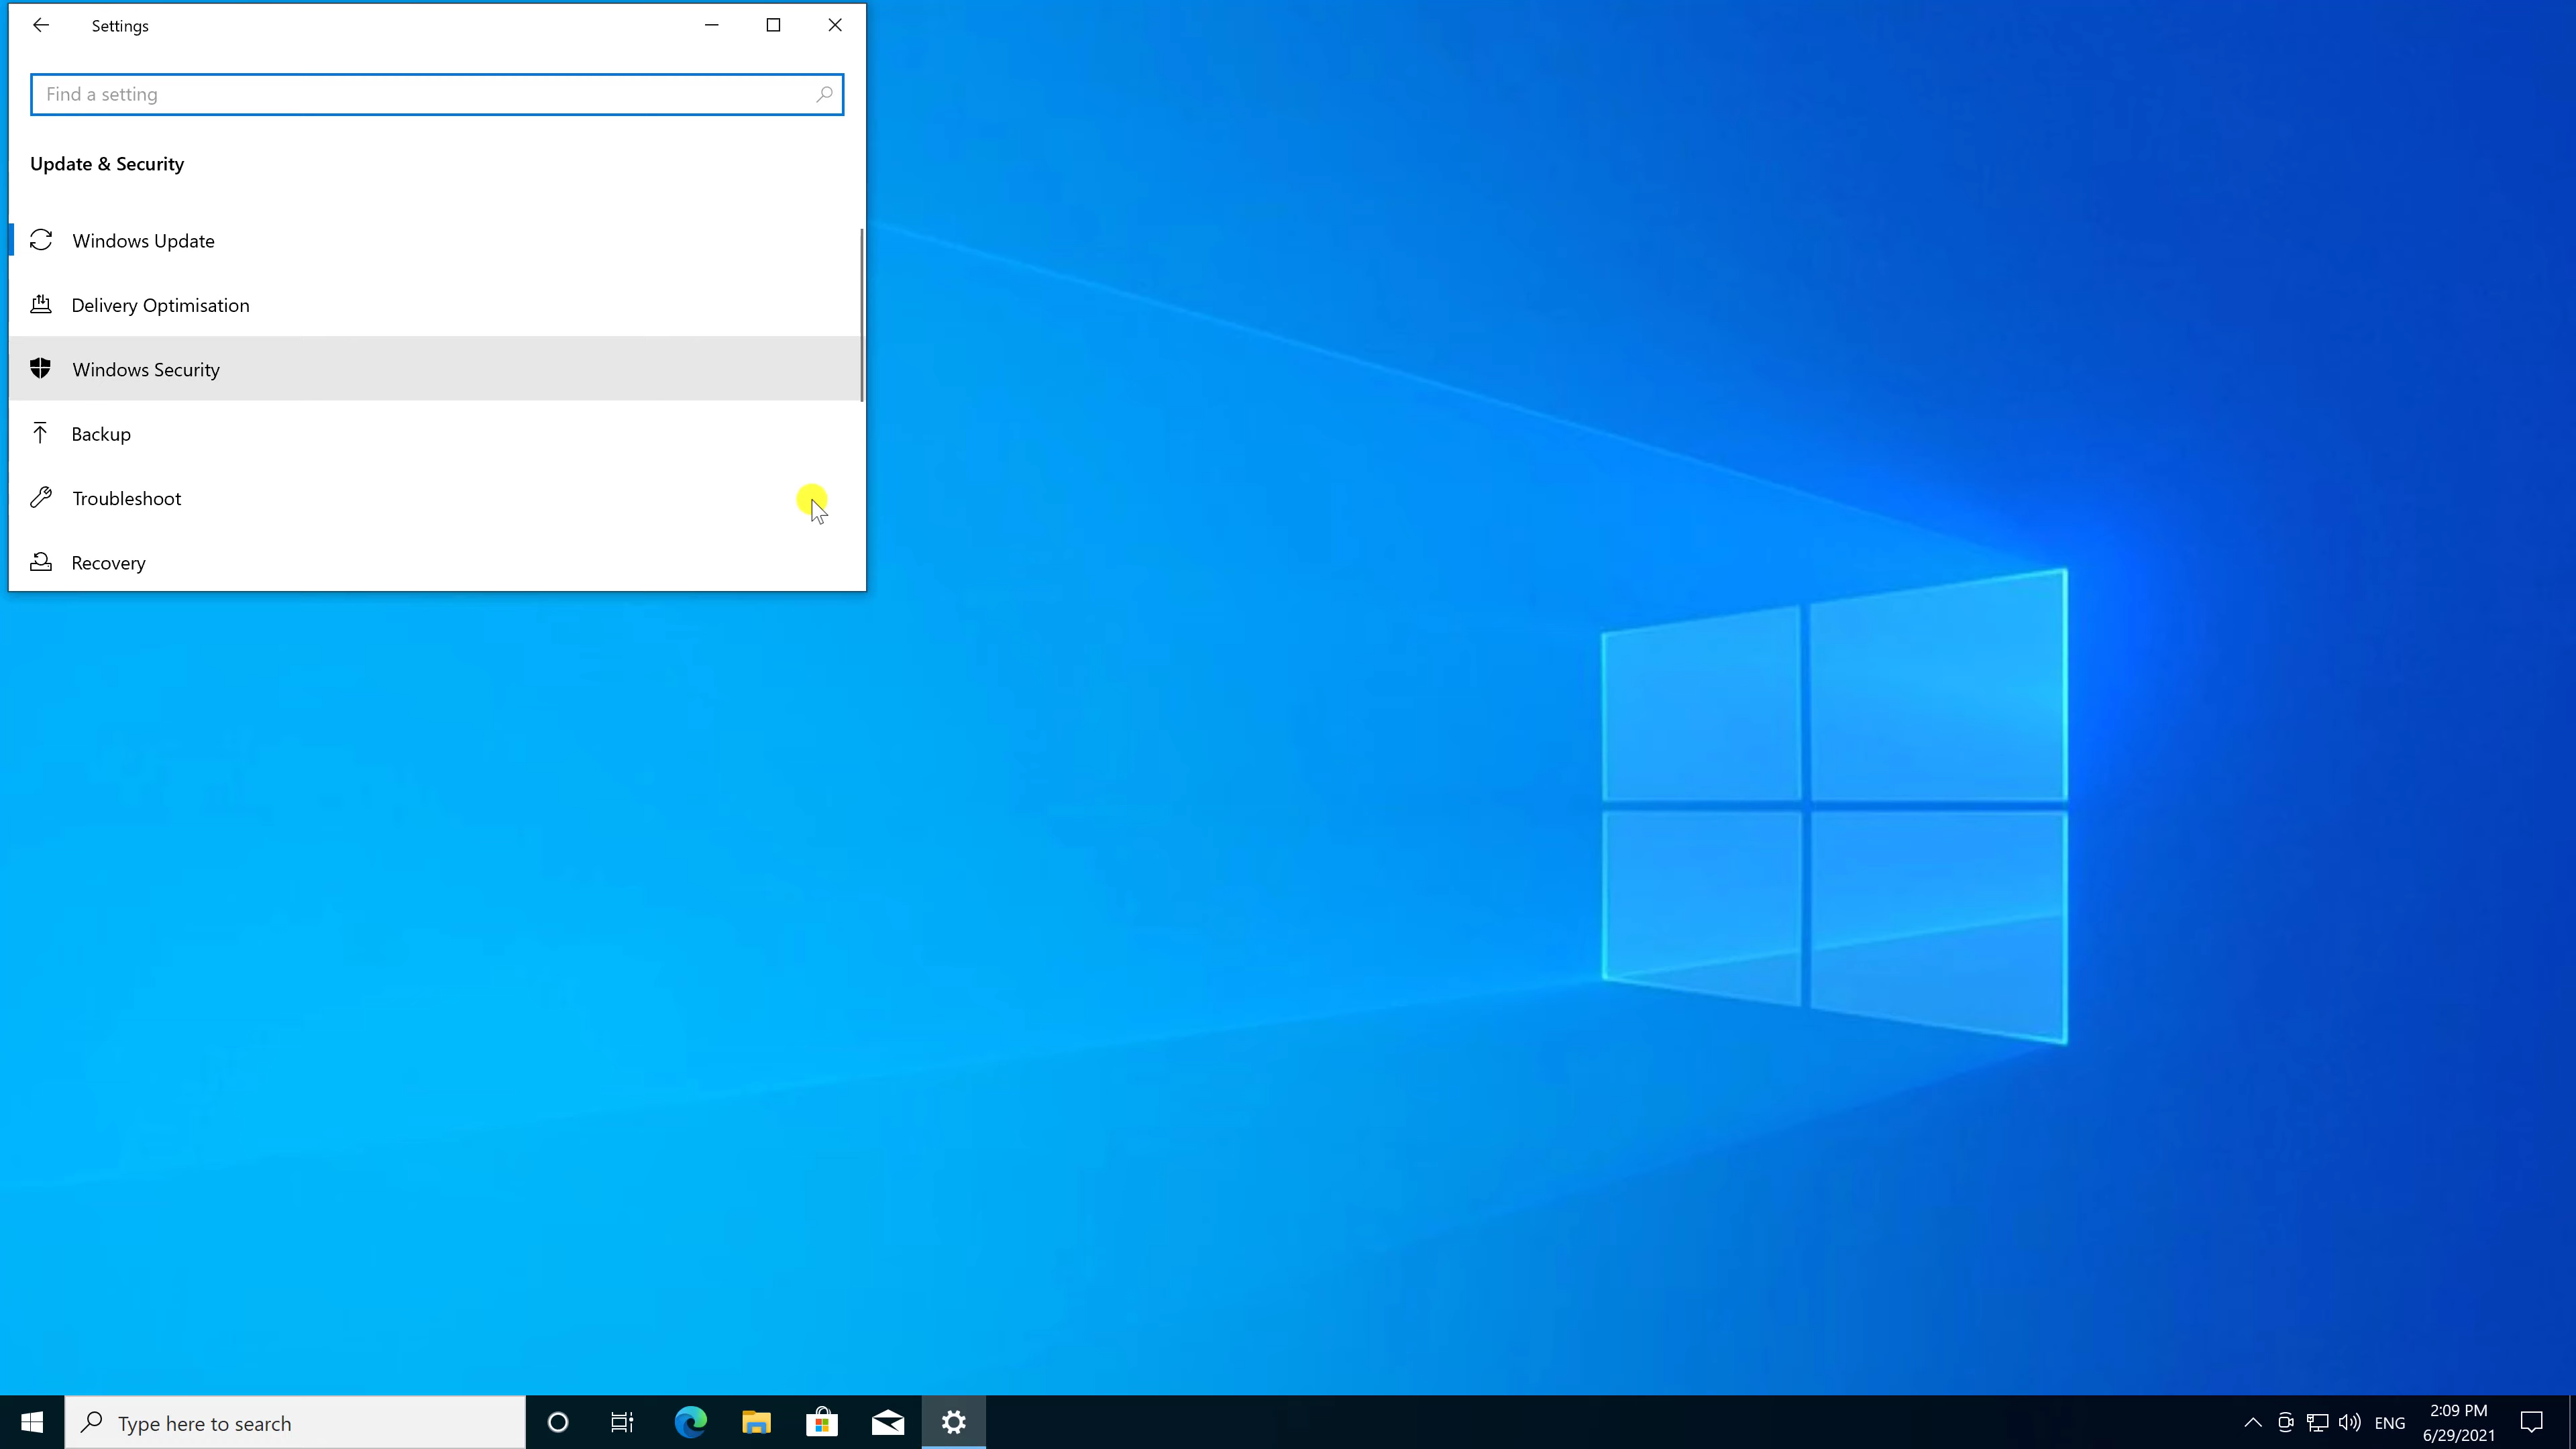 Settings
Find a setting
Update & Security
Windows Update
Delivery Optimisation
Windows Security
Backup
Troubleshoot
Recovery
Type here to search
ENG
2:09 PM
6/29/2021